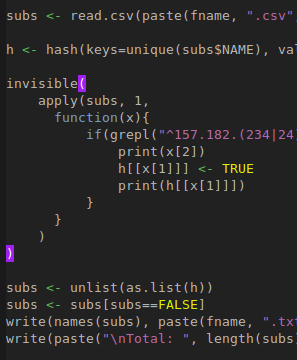 subs <- read.csv(paste(fname, ".csv"
h <- hash(keys=unique(subs$NAME), val
invisible(
apply(subs, 1,
function(x){
if(grepl("^157.182.(234|24
print(x[2])
h[[x[1]]] <- TRUE
print(h[[x[1]]])
}
}
)
)
subs <- unlist(as.list(h))
subs <- subs[subs==FALSE]
write(names(subs), paste(fname, ".txt
write(paste("\nTotal: ", length(subs)